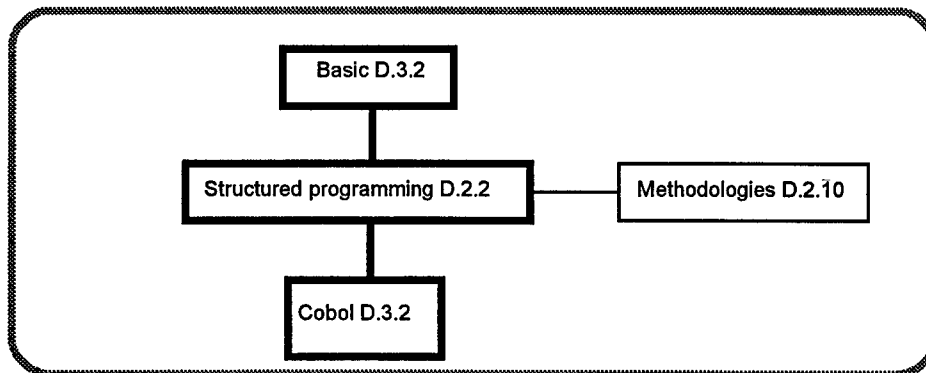 Basic D.3.2
Structured programming D.2.2
Methodologies D.2.10
Cobol D.3.2